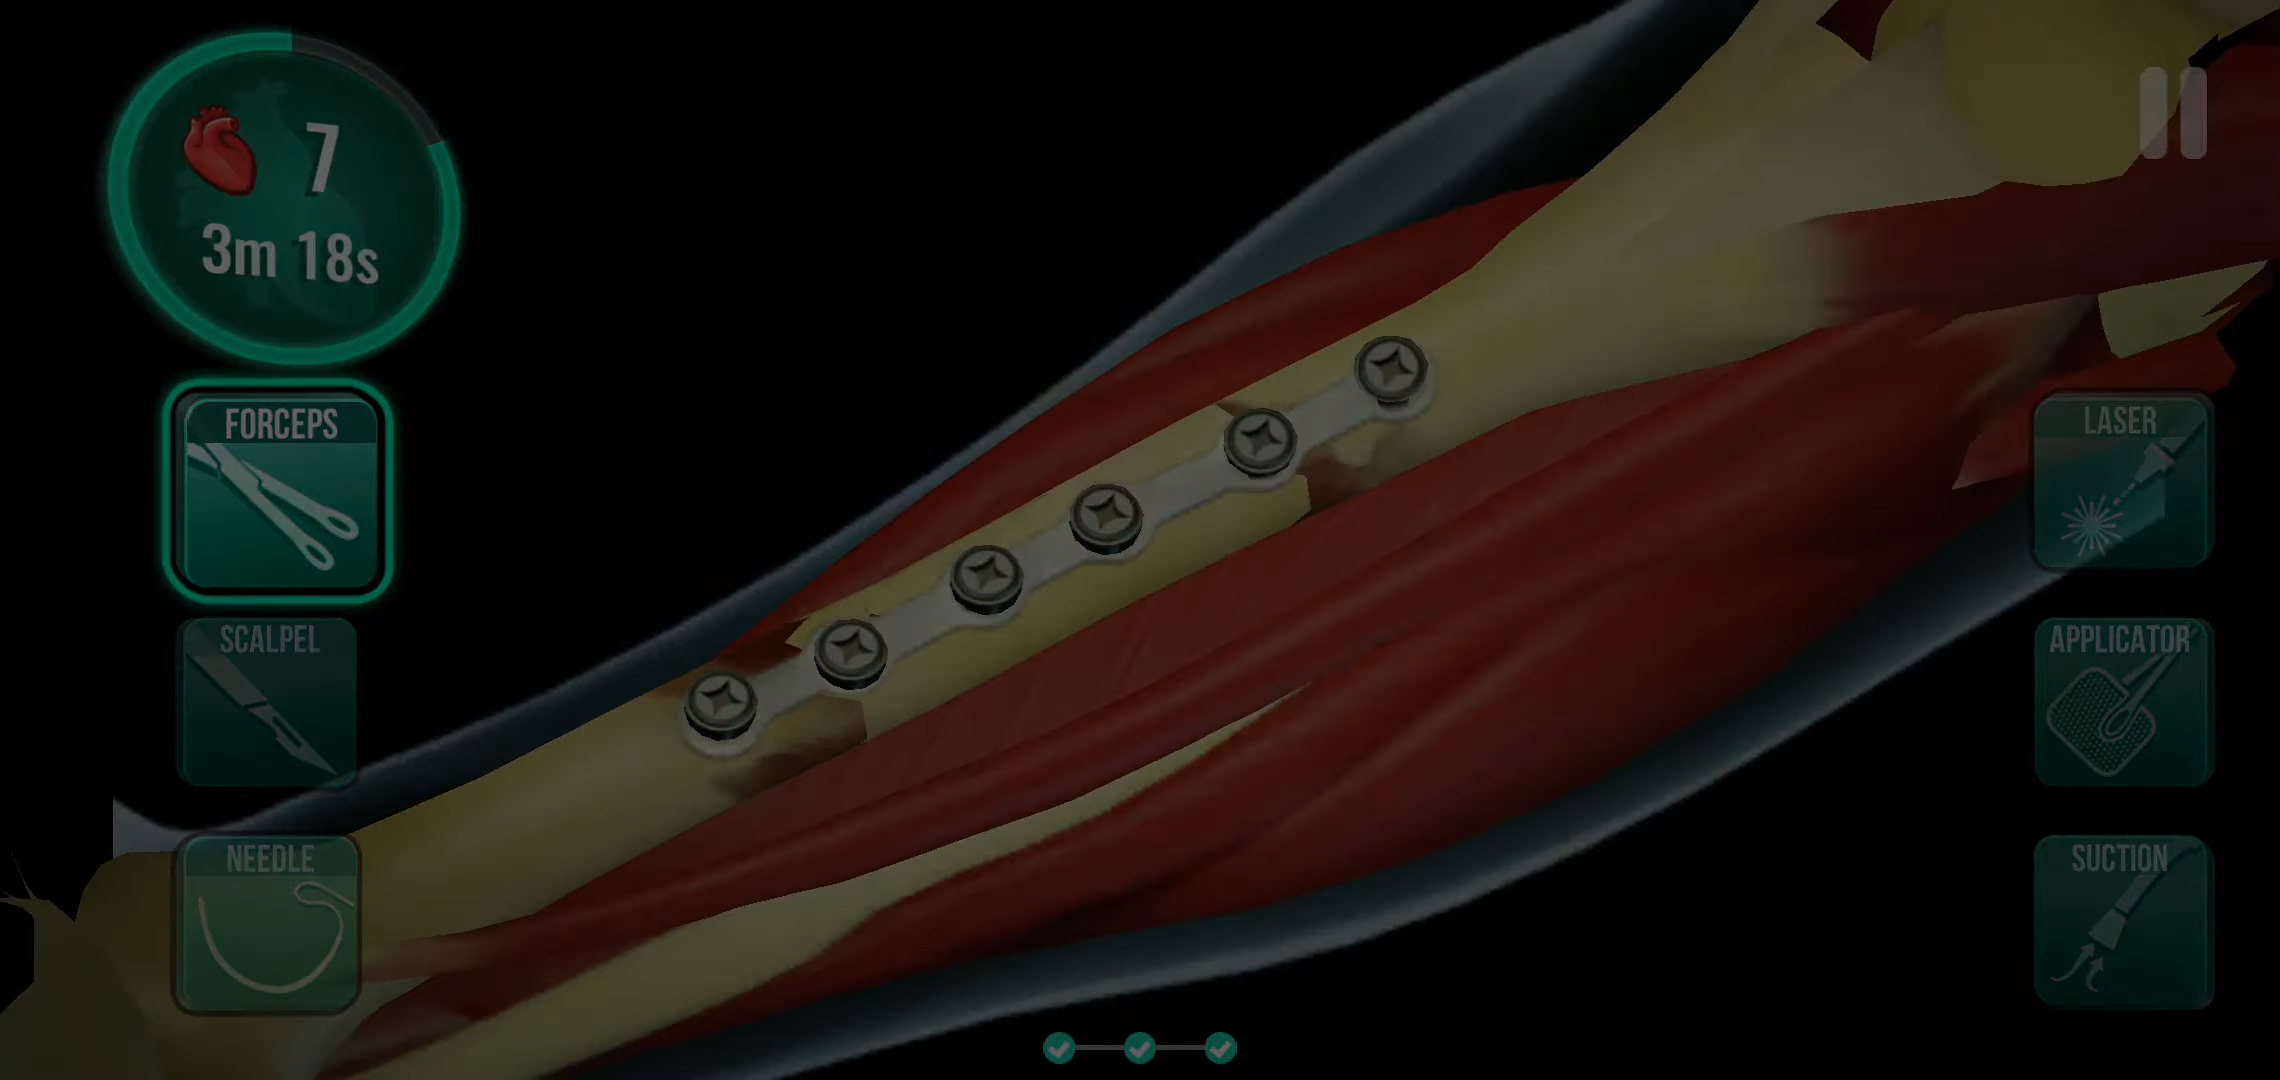 7
3m 18s
FORCEPS
SCALPEL
NEEDLE
LASER
APPLICATOR
SUCTION